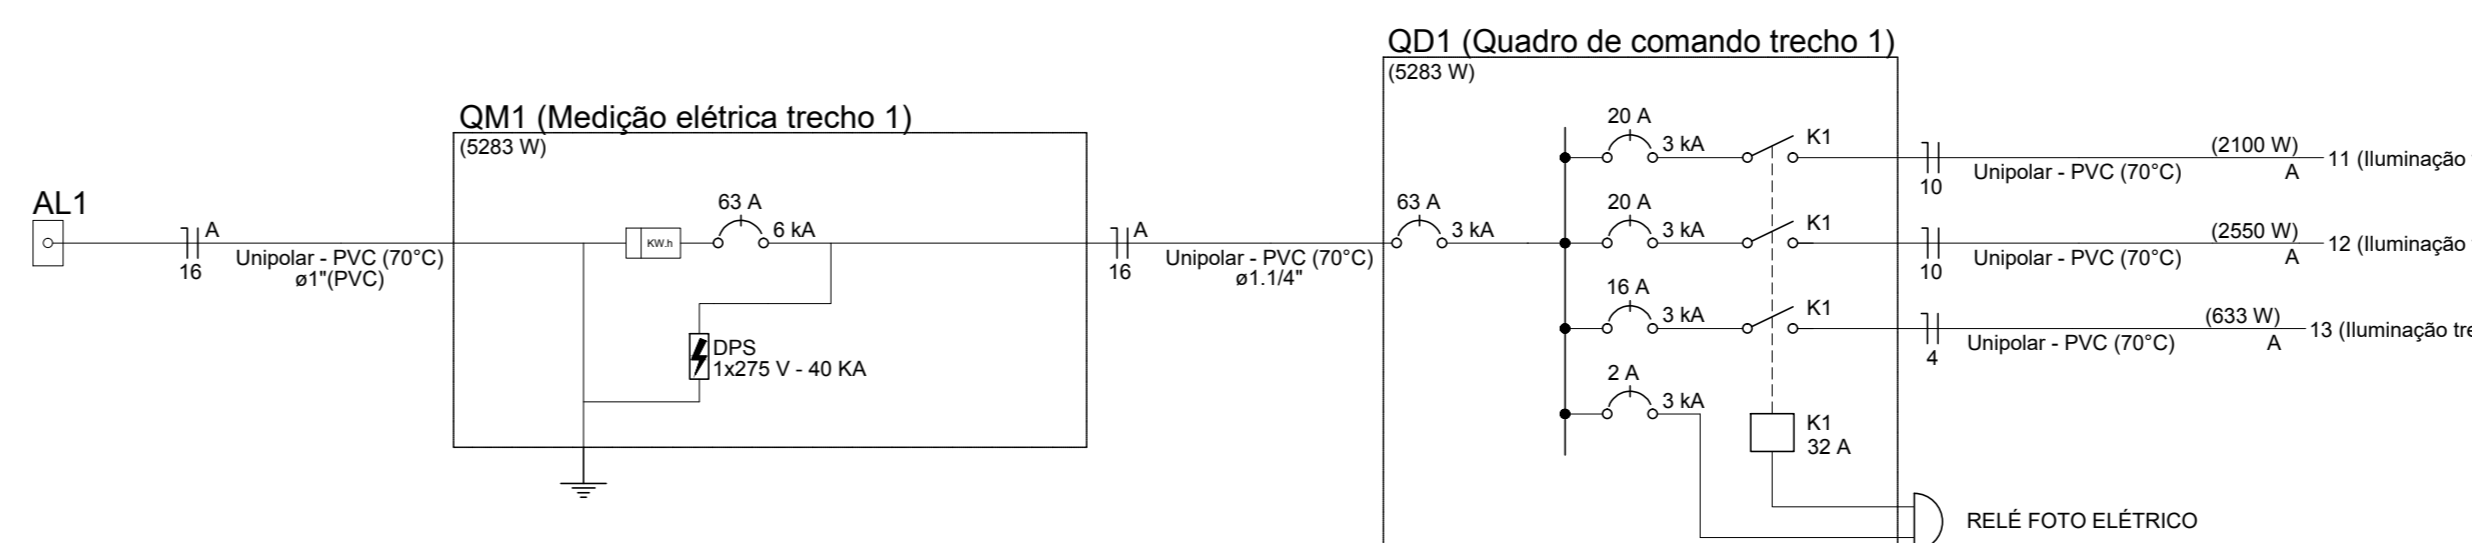 QD1 (Quadro de comando trecho 1)
(5283 W)
QM1 (Medição elétrica trecho 1)
(5283 W)
AL1
A
16
Unipolar - PVC (70°C)
ø1"(PVC)
KW.h
63 A
6 kA
DPS
1x275 V - 40 KA
A
16
Unipolar - PVC (70°C)
ø1.1/4"
63 A
3 kA
20 A
3 kA
K1
10
Unipolar - PVC (70°C)
(2100 W)
A
11 (Iluminação
20 A
3 kA
K1
10
Unipolar - PVC (70°C)
(2550 W)
A
12 (Iluminação
16 A
3 kA
K1
4
Unipolar - PVC (70°C)
(633 W)
A
13 (Iluminação tre
2 A
3 kA
K1
32 A
RELÉ FOTO ELÉTRICO